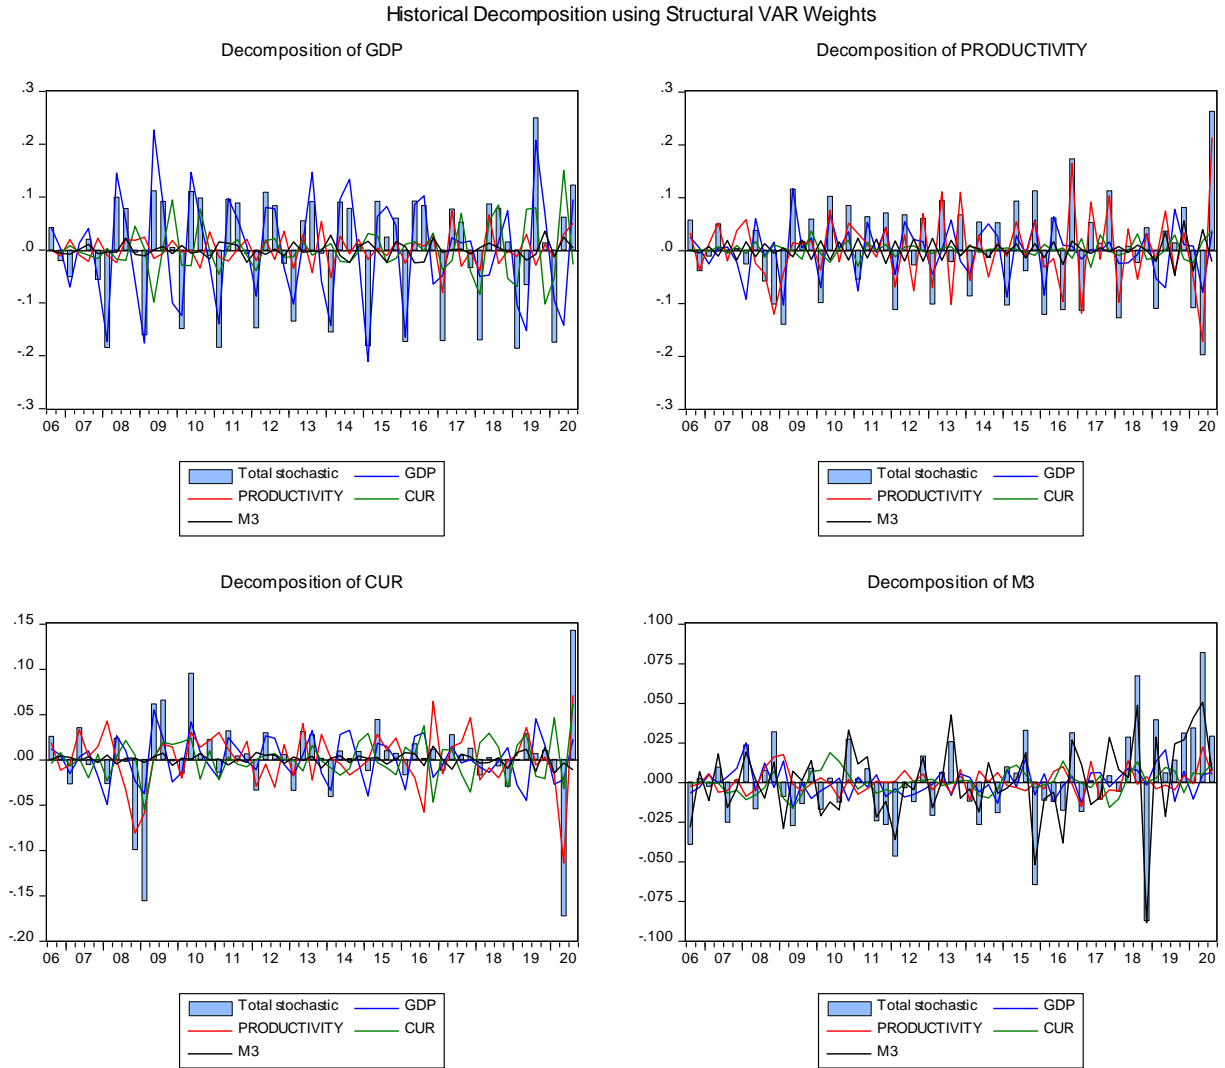 Historical Decomposition using Structural VAR Weights
Decomposition of GDP
.3
.2
.1
.0
-.1
-.2
-.3
06 07 08 09 10 11 12 13 14 15 16 17 18 19 20
Total stochastic GDP
PRODUCTIVITY CUR
M3
Decomposition of PRODUCTIVITY
.3
.2
.1
.0
-.1
-.2
-.3
06 07 08 09 10 11 12 13 14 15 16 17 18 19 20
Total stochastic GDP
PRODUCTIVITY CUR
M3
Decomposition of CUR
.15
.10
.05
.00
-.05
-.10
-.15
-.20
06 07 08 09 10 11 12 13 14 15 16 17 18 19 20
Total stochastic GDP
PRODUCTIVITY CUR
M3
Decomposition of M3
.100
.075
.050
.025
.000
-.025
-.050
-.075
-.100
06 07 08 09 10 11 12 13 14 15 16 17 18 19 20
Total stochastic GDP
PRODUCTIVITY CUR
M3